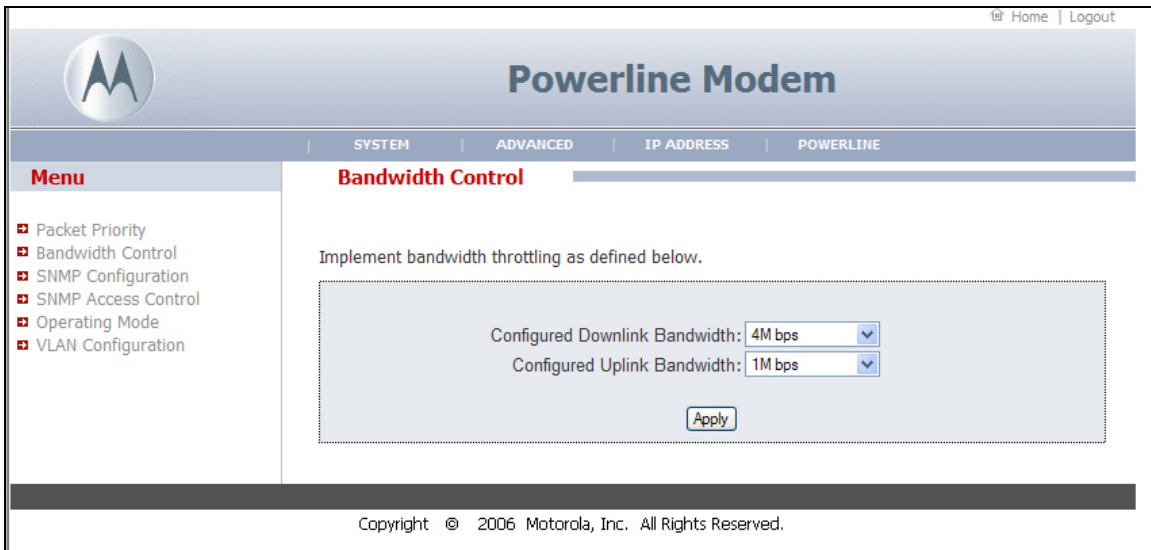 Home | Logout
Powerline Modem
| SYSTEM | ADVANCED | IP ADDRESS | POWERLINE
Menu
Packet Priority
Bandwidth Control
SNMP Configuration
SNMP Access Control
Operating Mode
VLAN Configuration
Bandwidth Control
Implement bandwidth throttling as defined below.
Configured Downlink Bandwidth: 4M bps
Configured Uplink Bandwidth: 1M bps
Apply
Copyright © 2006 Motorola, Inc. All Rights Reserved.